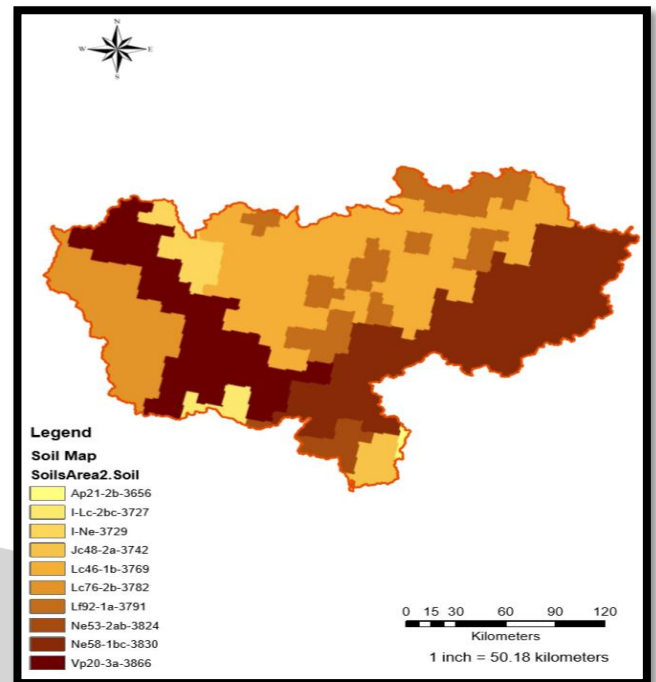 N
W E
S
Legend
Soil Map
SoilsArea2.Soil
Ap21-2b-3656
I-Lc-2bc-3727
I-Ne-3729
Jc48-2a-3742
Lc46-1b-3769
Lc76-2b-3782
Lf92-1a-3791
Ne53-2ab-3824
Ne58-1bc-3830
Vp20-3a-3866
0 15 30 60 90 120
Kilometers
1 inch = 50.18 kilometers